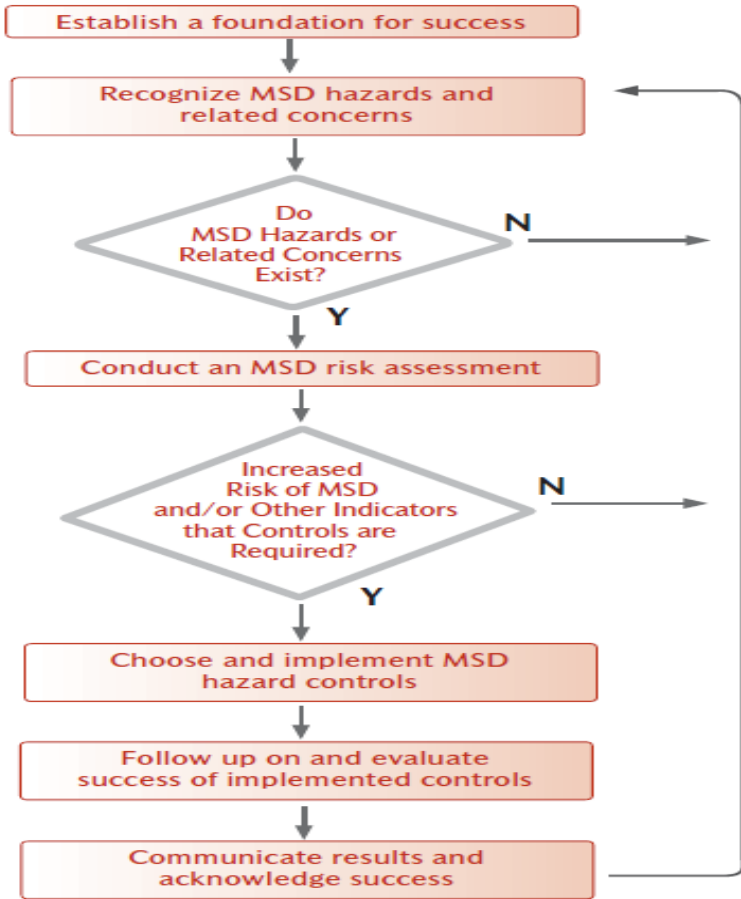 Establish a foundation for success
Recognize MSD hazards and
related concerns
Do
MSD Hazards or
Related Concerns
Exist?
N
Y
Conduct an MSD risk assessment
Increased
Risk of MSD
and/or Other Indicators
that Controls are
Required?
N
Y
Choose and implement MSD
hazard controls
Follow up on and evaluate
success of implemented controls
Communicate results and
acknowledge success